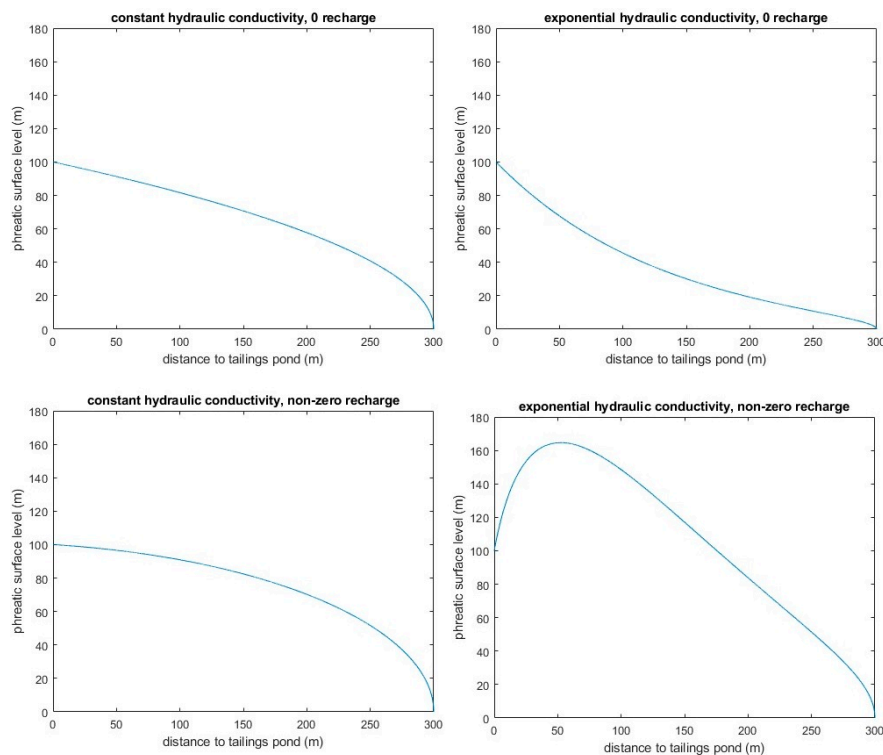 constant hydraulic conductivity, 0 recharge
180
160
140
120
100
80
60
40
20
0
phreatic surface level (m)
0 50 100 150 200 250 300
distance to tailings pond (m)
exponential hydraulic conductivity, 0 recharge
180
160
140
120
100
80
60
40
20
0
phreatic surface level (m)
0 50 100 150 200 250 300
distance to tailings pond (m)
constant hydraulic conductivity, non-zero recharge
180
160
140
120
100
80
60
40
20
0
phreatic surface level (m)
0 50 100 150 200 250 300
distance to tailings pond (m)
exponential hydraulic conductivity, non-zero recharge
180
160
140
120
100
80
60
40
20
0
phreatic surface level (m)
0 50 100 150 200 250 300
distance to tailings pond (m)